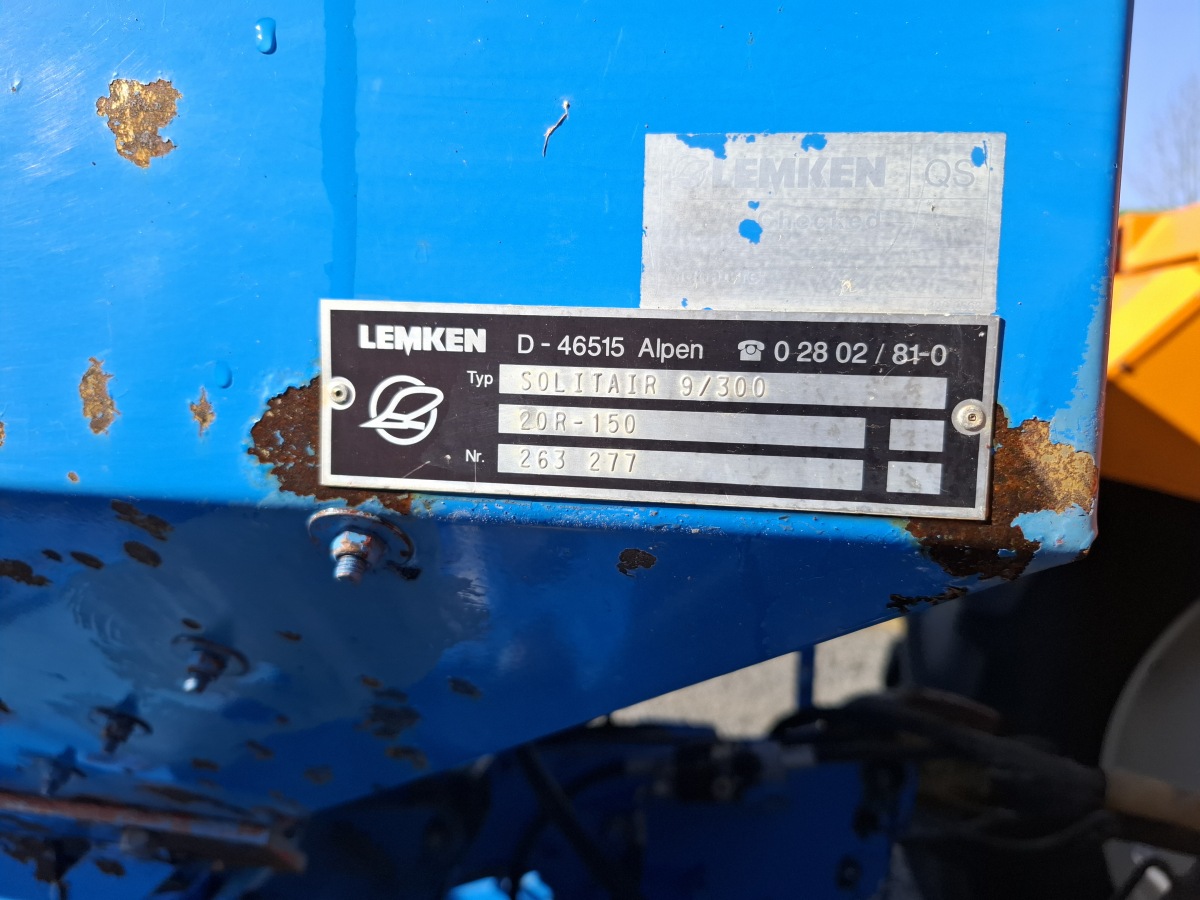 LEMKEN QS
Checked
LEMKEN D - 46515 Alpen ☎ 0 28 02 / 81-0
Typ SOLITAIR 9/300
20R-150
Nr. 263 277